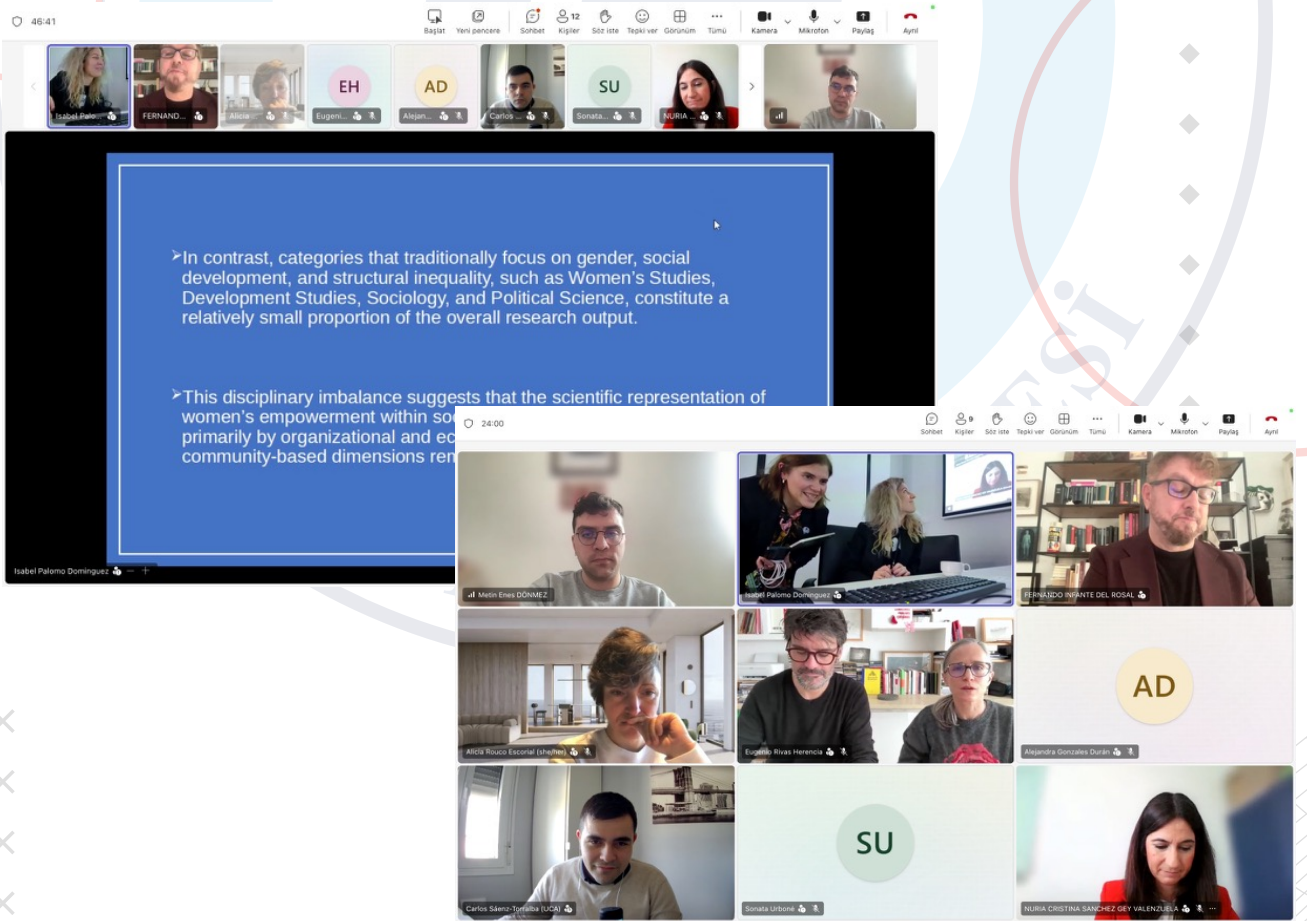 46:41
Başlat
Yeni pencere
Sohbet
12
Kişiler
Söz iste
Tepki ver
Görünüm
Tümü
Kamera
Mikrofon
Paylaş
Ayrıl
Isabel Palo...
FERNAND...
Alicia ...
EH
Eugeni...
AD
Alejan...
Carlos ...
SU
Sonata...
NURIA ...
➢In contrast, categories that traditionally focus on gender, social
development, and structural inequality, such as Women's Studies,
Development Studies, Sociology, and Political Science, constitute a
relatively small proportion of the overall research output.
➢This disciplinary imbalance suggests that the scientific representation of
women's empowerment within soc
primarily by organizational and ec
community-based dimensions rem
Isabel Palomo Dominguez
24:00
Sohbet
9
Kişiler
Söz iste
Tepki ver
Görünüm
Tümü
Kamera
Mikrofon
Paylaş
Ayrıl
Metin Enes DÖNMEZ
Isabel Palomo Dominguez
FERNANDO INFANTE DEL ROSAL
Alicia Rouco Escorial (she/her)
Eugenio Rivas Herencia
AD
Alejandra Gonzales Durán
Carlos Sáenz-Torralba (UCA)
SU
Sonata Urbonė
NURIA CRISTINA SANCHEZ GEY VALENZUELA
ESİ